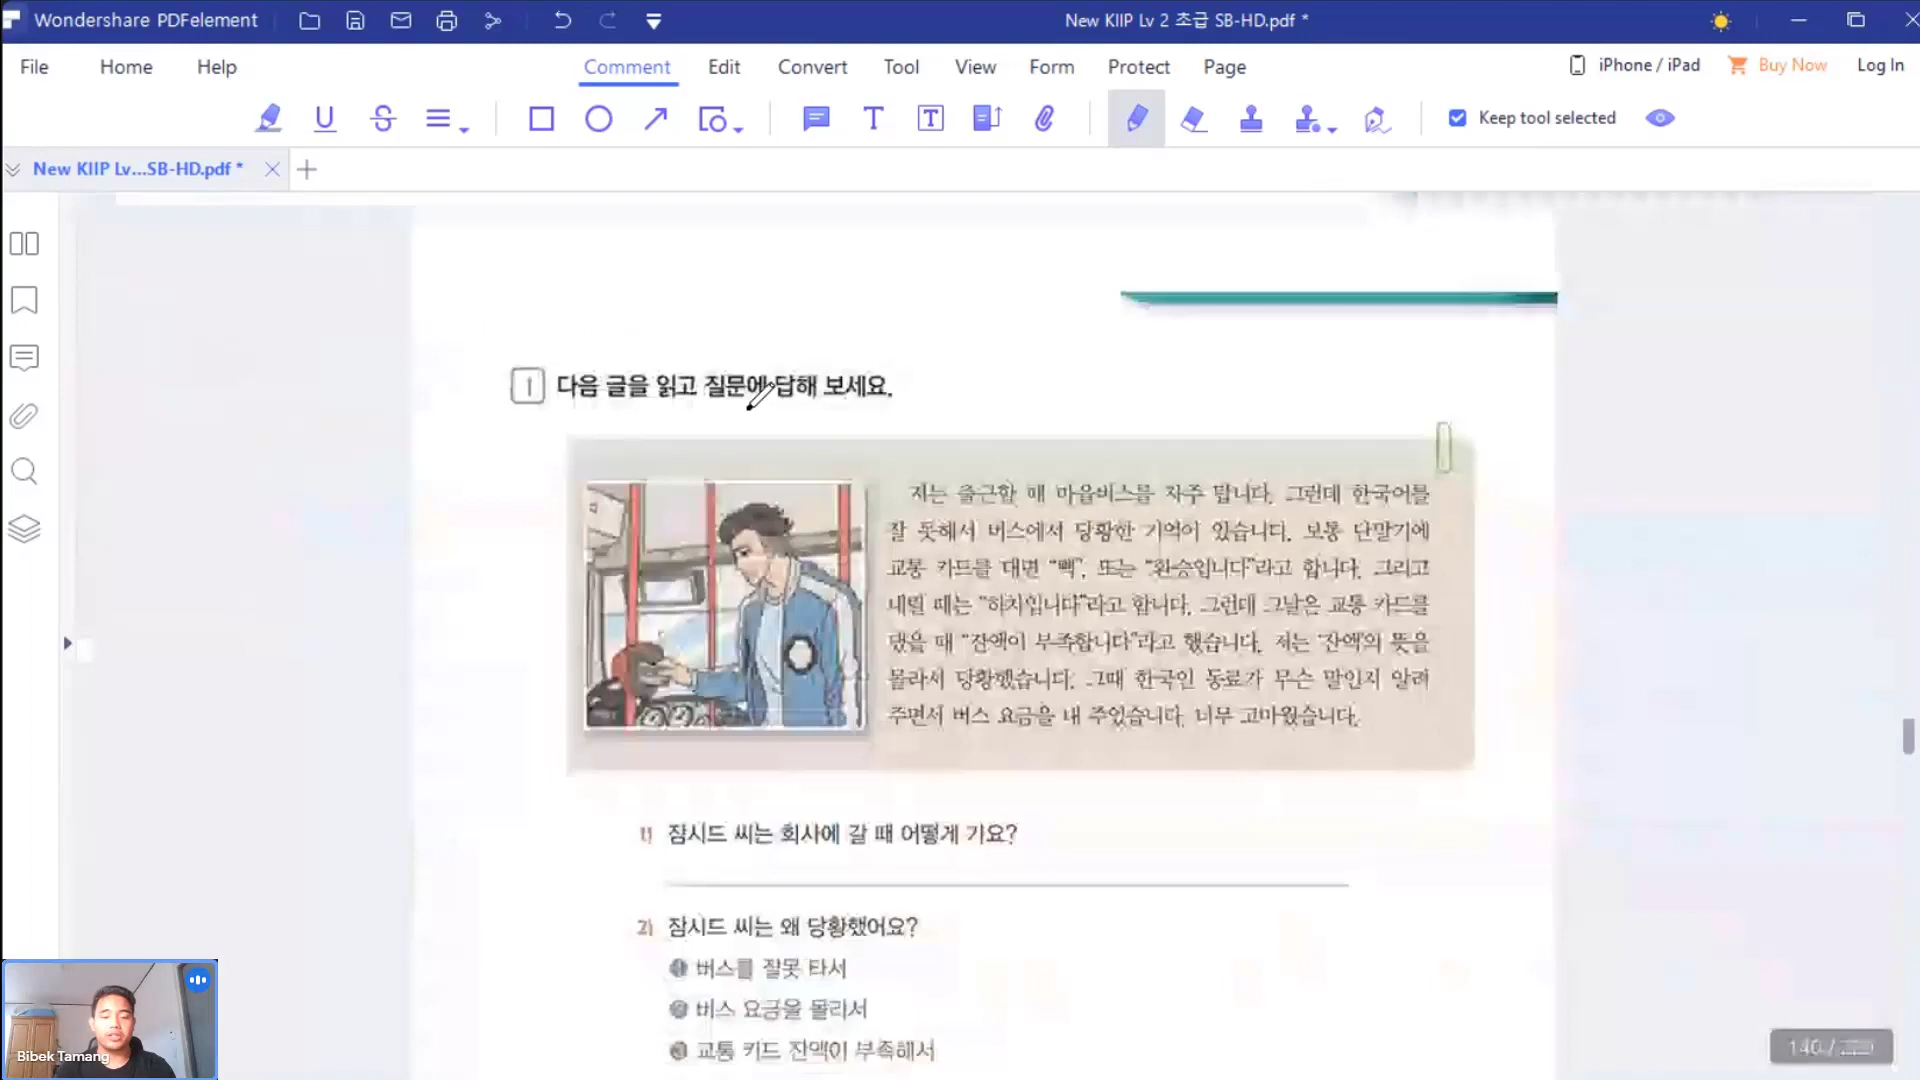 Wondershare PDFelement
New KIIP Lv 2 초급 SB-HD.pdf *
File Home Help Comment Edit Convert Tool View Form Protect Page iPhone / iPad Buy Now Log In
Keep tool selected
New KIIP Lv...SB-HD.pdf *
1 다음 글을 읽고 질문에 답해 보세요.
저는 출근할 때 마을버스를 자주 탑니다. 그런데 한국어를
잘 못해서 버스에서 당황한 기억이 있습니다. 보통 단말기에
교통 카드를 대면 “삑”, 또는 “환승입니다”라고 합니다. 그리고
내릴 때는 “하차입니다”라고 합니다. 그런데 그날은 교통 카드를
댔을 때 “잔액이 부족합니다”라고 했습니다. 저는 '잔액'의 뜻을
몰라서 당황했습니다. 그때 한국인 동료가 무슨 말인지 알려
주면서 버스 요금을 내 주었습니다. 너무 고마웠습니다.
1) 잠시드 씨는 회사에 갈 때 어떻게 가요?
2) 잠시드 씨는 왜 당황했어요?
❶ 버스를 잘못 타서
❷ 버스 요금을 몰라서
❸ 교통 카드 잔액이 부족해서
Bibek Tamang
140 /